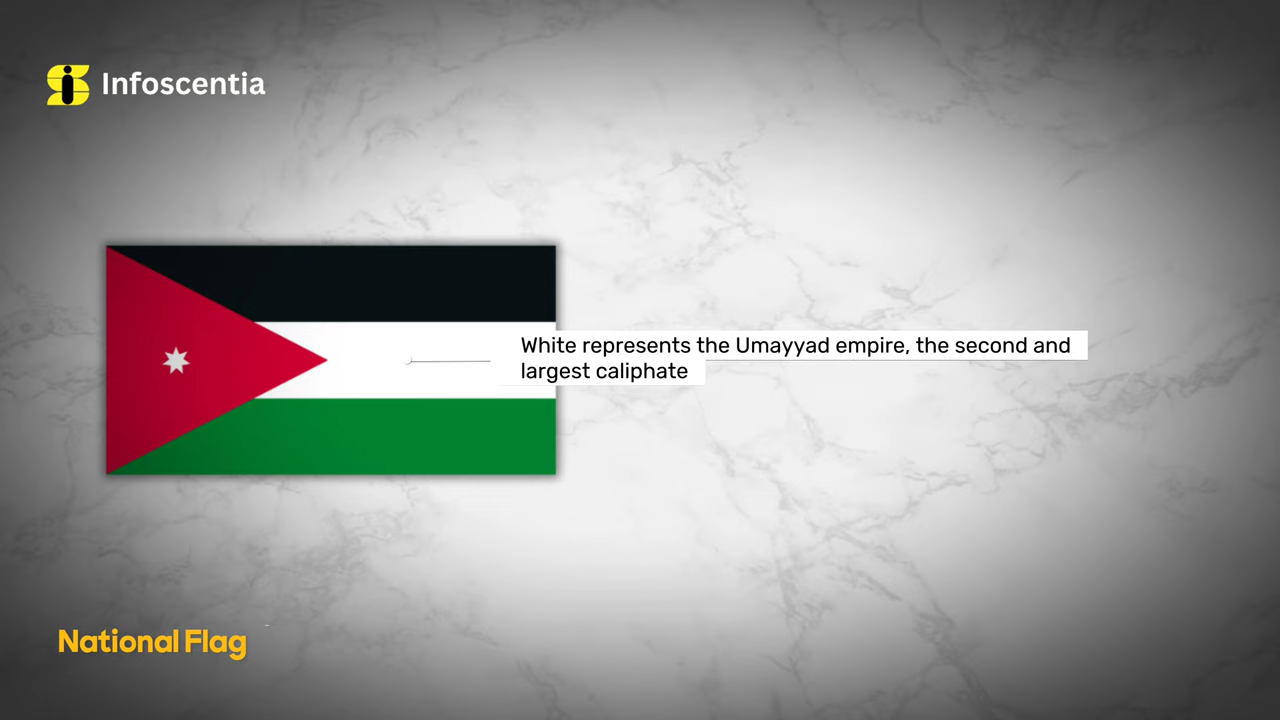 Infoscentia
White represents the Umayyad empire, the second and
largest caliphate
National Flag